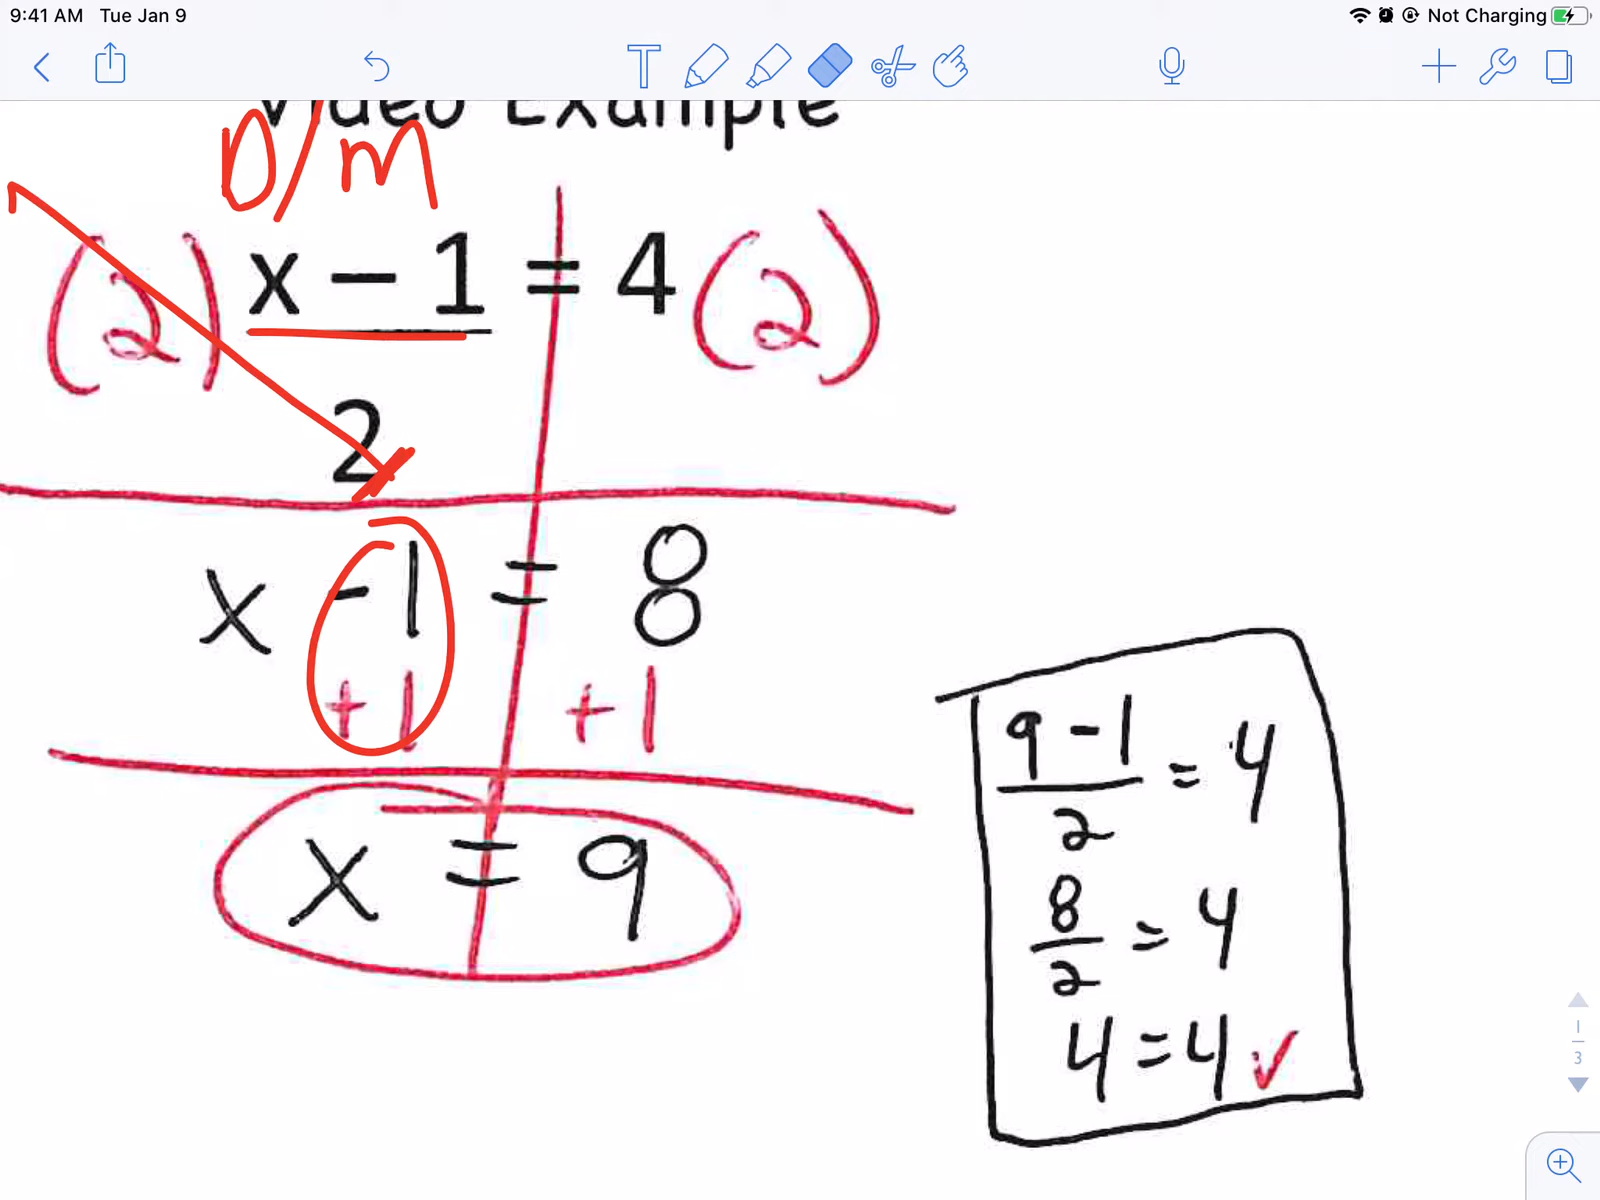 9:41 AM Tue Jan 9
Not Charging
T
Video Example
D/M
(2) x − 1 = 4 (2)
2
x - 1 = 8
+ 1 + 1
x = 9
9 - 1 = 4
2
8 = 4
2
4 = 4 ✓
1
3